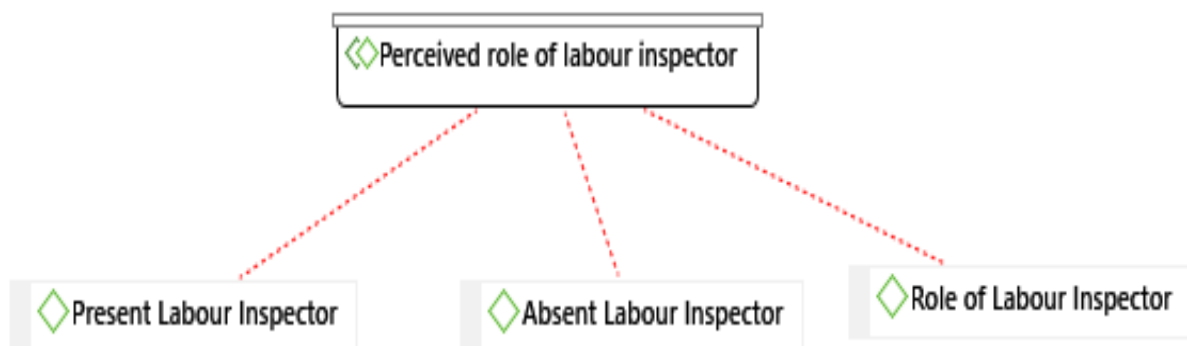 Perceived role of labour inspector
Present Labour Inspector
Absent Labour Inspector
Role of Labour Inspector